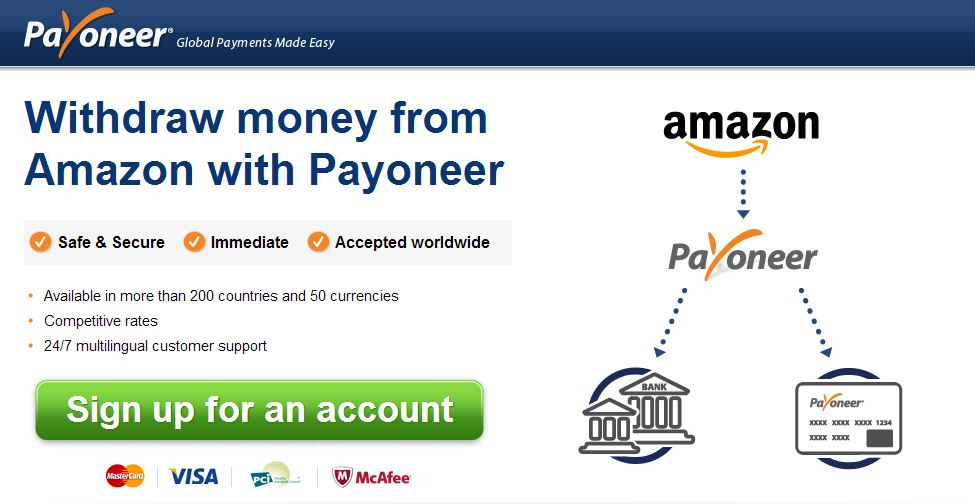 Payoneer® Global Payments Made Easy
Withdraw money from
Amazon with Payoneer
Safe & Secure Immediate Accepted worldwide
• Available in more than 200 countries and 50 currencies
• Competitive rates
• 24/7 multilingual customer support
Sign up for an account
MasterCard VISA PCI McAfee
amazon
Payoneer
BANK
Payoneer
XXXX XXXX XXXX 1234
XXXX XXXX